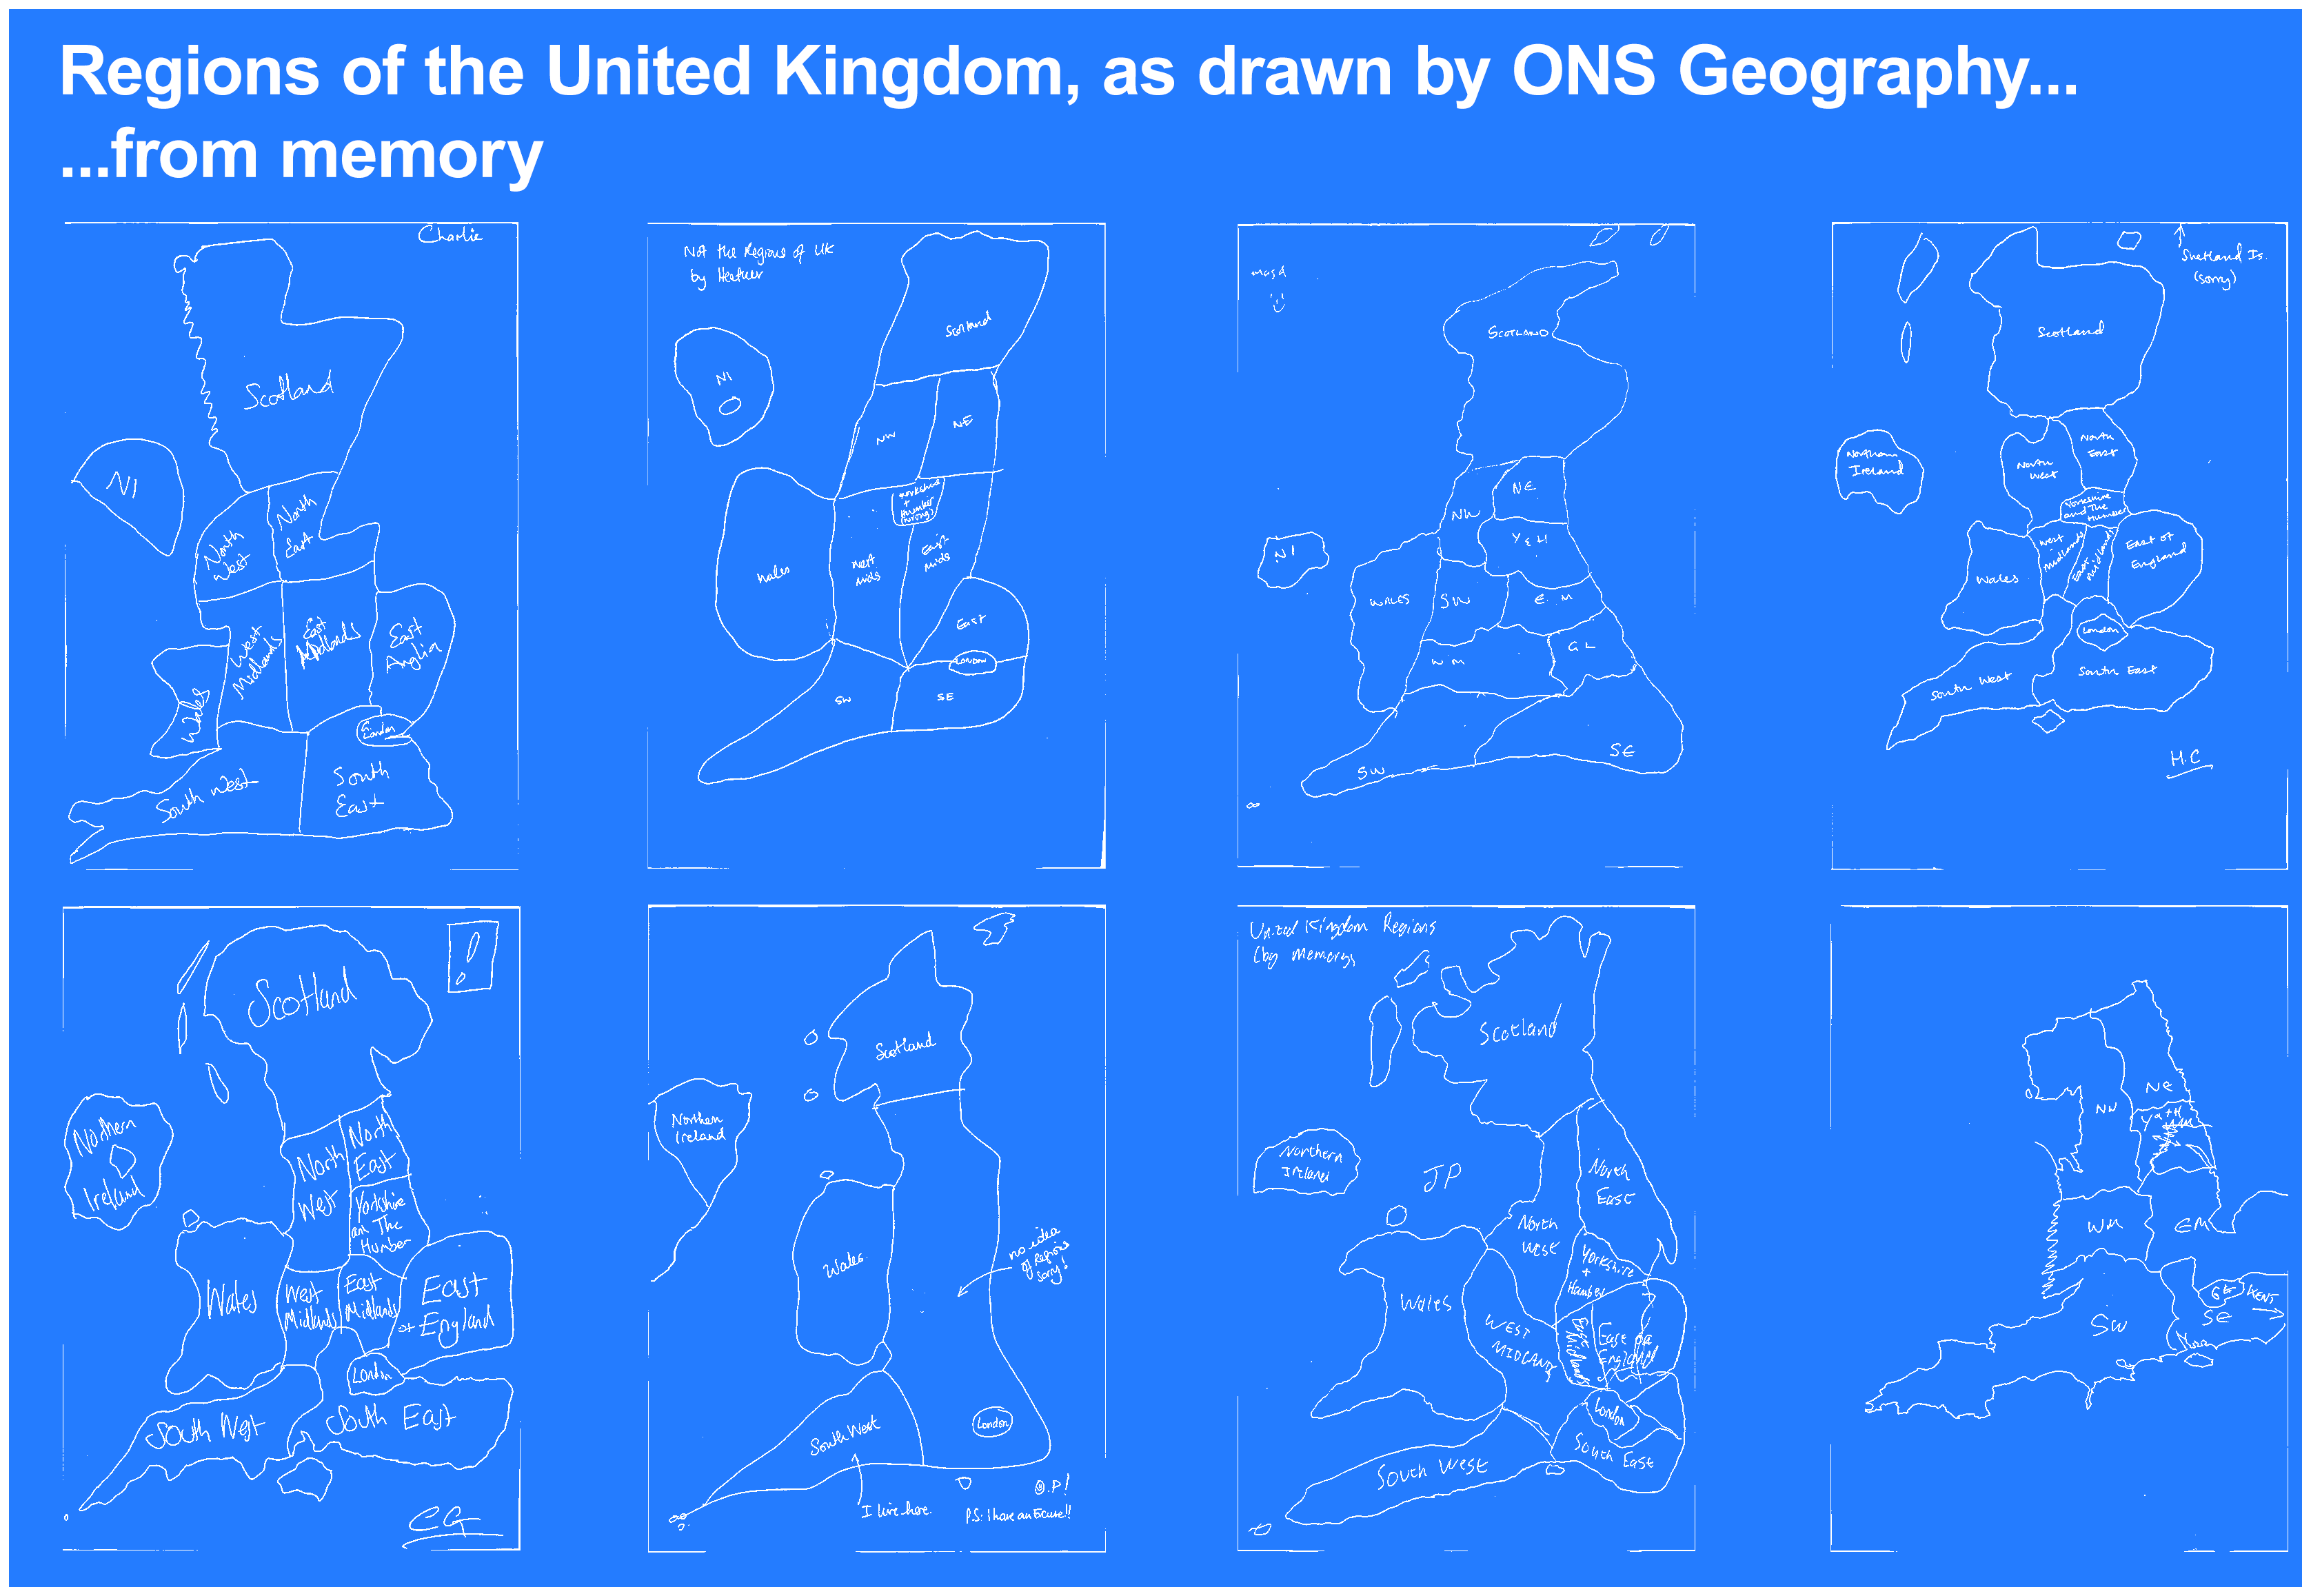 Regions of the United Kingdom, as drawn by ONS Geography...
...from memory
Charlie
Scotland
NI
North
East
North
West
West
Midlands
East
Midlands
East
Anglia
Wales
G.
London
South West
South
East
Not the Regions of UK
by Heather
Scotland
NI
NW
NE
Yorkshire
+
Humber
(wrong)
Wales
West
Mids
East
Mids
East
London
SW
SE
SCOTLAND
NE
NW
Y & H
NI
WALES
SW
E M
GL
WM
SE
SW
Shetland Is.
(sorry)
Scotland
Northern
Ireland
North
East
North
West
Yorkshire
and The
Humber
West
Midlands
East
Midlands
East of
England
Wales
London
South West
South East
H.C
Scotland
Northern
Ireland
North
East
North
West
Yorkshire
an The
Humber
Wales
West
Midlands
East
Midlands
East
of England
London
South West
South East
CG
Scotland
Northern
Ireland
no idea
of Regions
sorry!
Wales
London
South West
I live here.
P.S. I have an Excuse!!
United Kingdom Regions
(by Memory)
Scotland
Northern
Ireland
JP
North
East
North
West
Yorkshire
+
Humber
Wales
WEST
MIDLAND
East
Midlands
East of
England
London
South East
South West
NE
NW
WM
EM
KENT
SE
SW